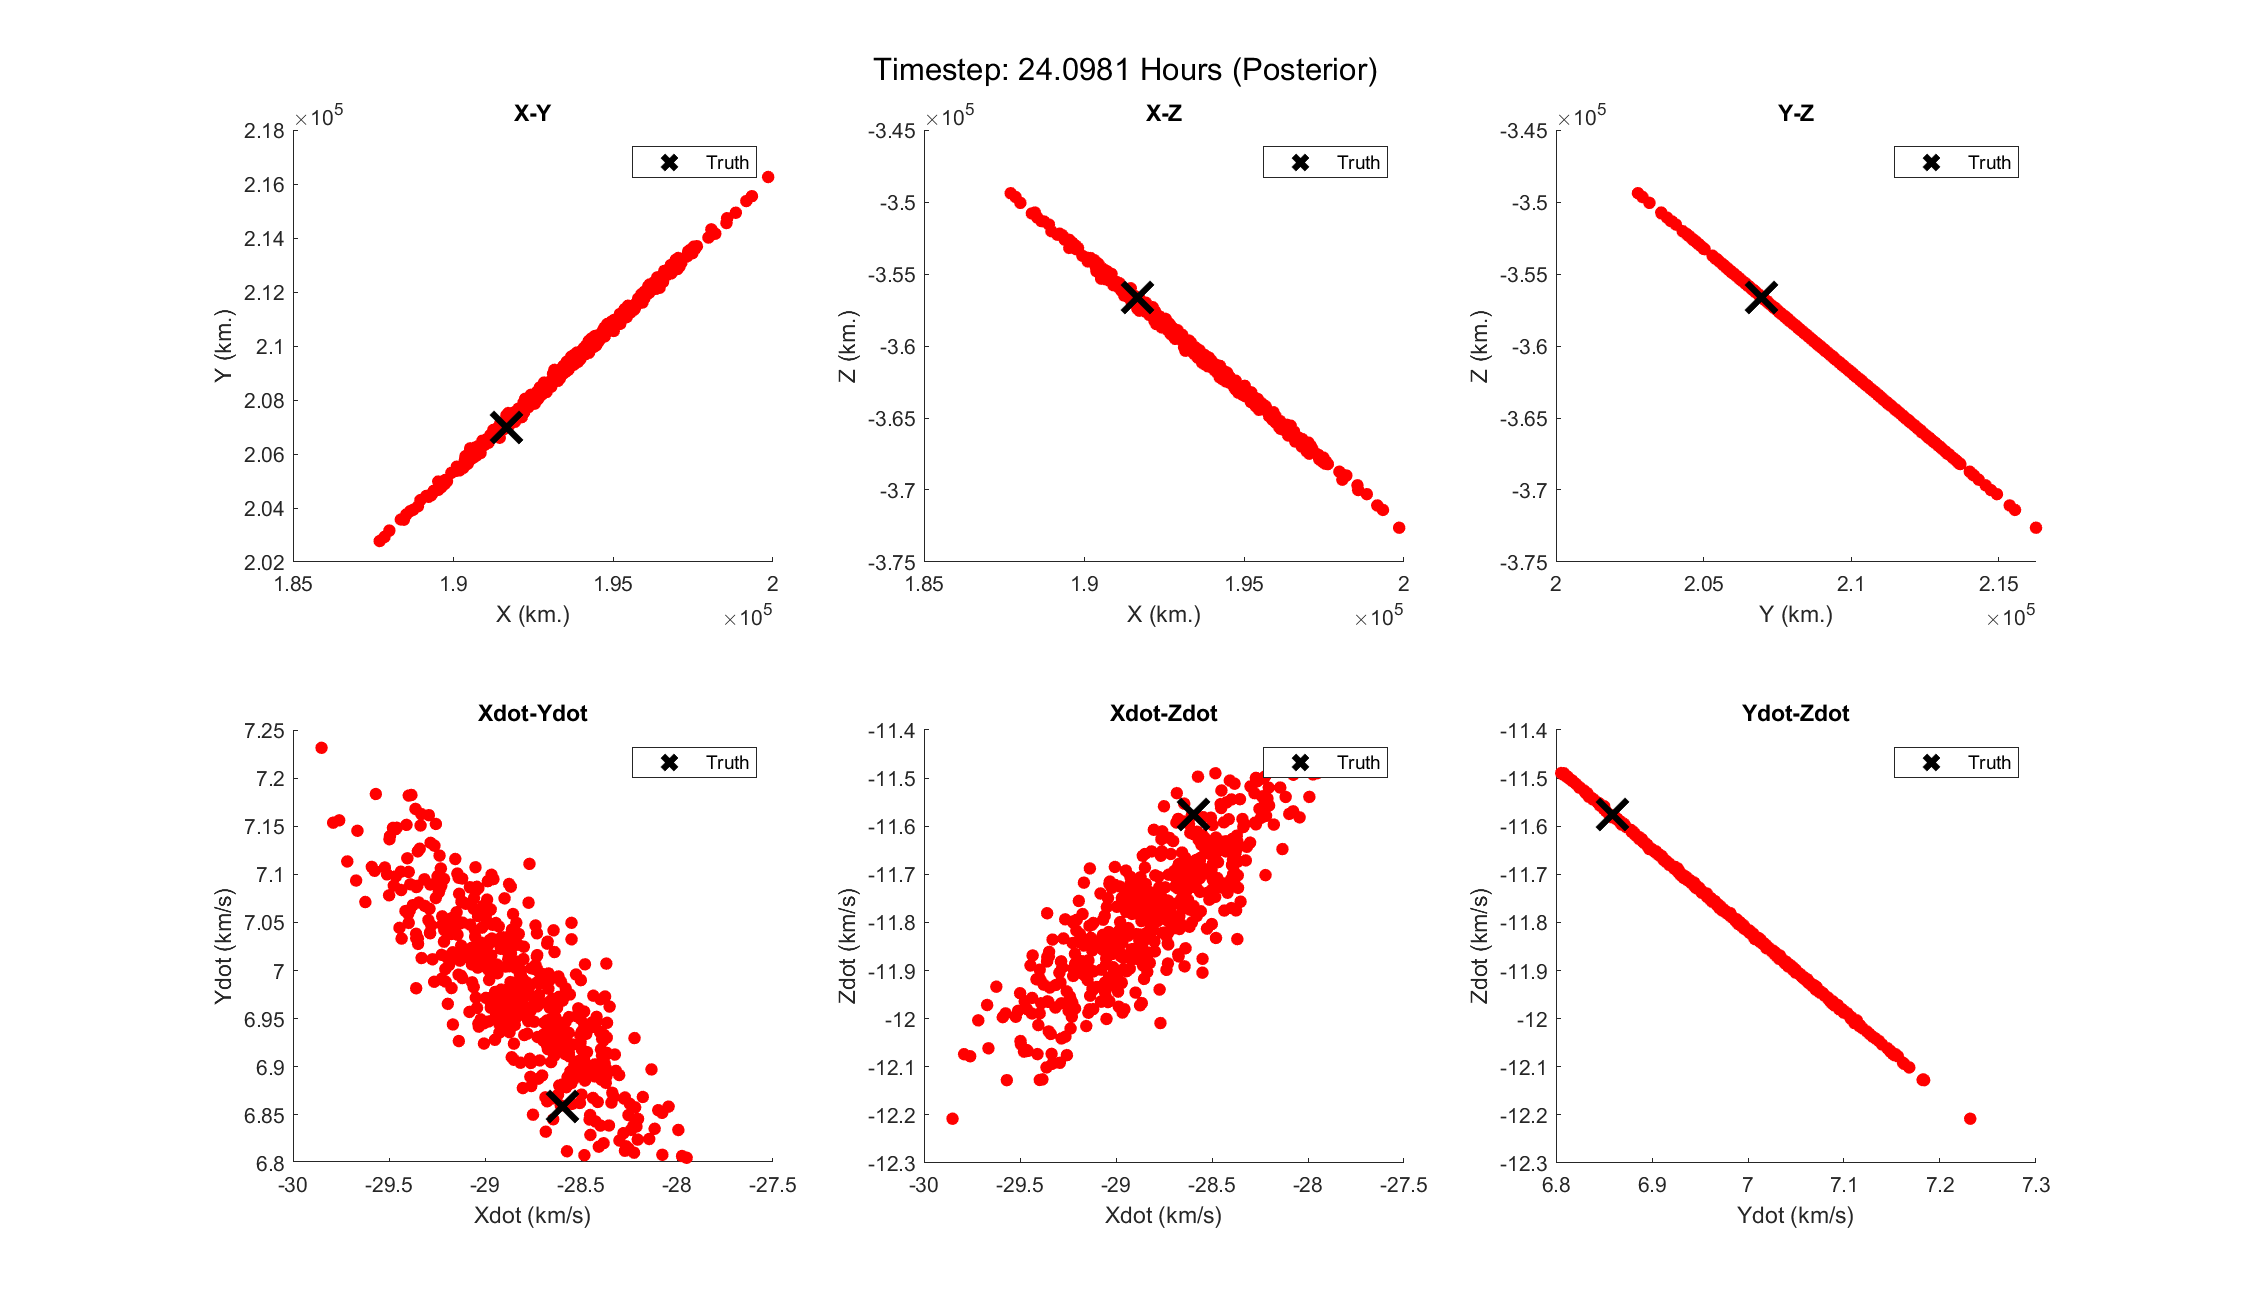 Timestep: 24.0981 Hours (Posterior)
X-Y
×10^5
2.18
2.16
2.14
2.12
2.1
2.08
2.06
2.04
2.02
Y (km.)
1.85 1.9 1.95 2
×10^5
X (km.)
Truth
X-Z
×10^5
-3.45
-3.5
-3.55
-3.6
-3.65
-3.7
-3.75
Z (km.)
1.85 1.9 1.95 2
×10^5
X (km.)
Truth
Y-Z
×10^5
-3.45
-3.5
-3.55
-3.6
-3.65
-3.7
-3.75
Z (km.)
2 2.05 2.1 2.15
×10^5
Y (km.)
Truth
Xdot-Ydot
7.25
7.2
7.15
7.1
7.05
7
6.95
6.9
6.85
6.8
Ydot (km/s)
-30 -29.5 -29 -28.5 -28 -27.5
Xdot (km/s)
Truth
Xdot-Zdot
-11.4
-11.5
-11.6
-11.7
-11.8
-11.9
-12
-12.1
-12.2
-12.3
Zdot (km/s)
-30 -29.5 -29 -28.5 -28 -27.5
Xdot (km/s)
Truth
Ydot-Zdot
-11.4
-11.5
-11.6
-11.7
-11.8
-11.9
-12
-12.1
-12.2
-12.3
Zdot (km/s)
6.8 6.9 7 7.1 7.2 7.3
Ydot (km/s)
Truth